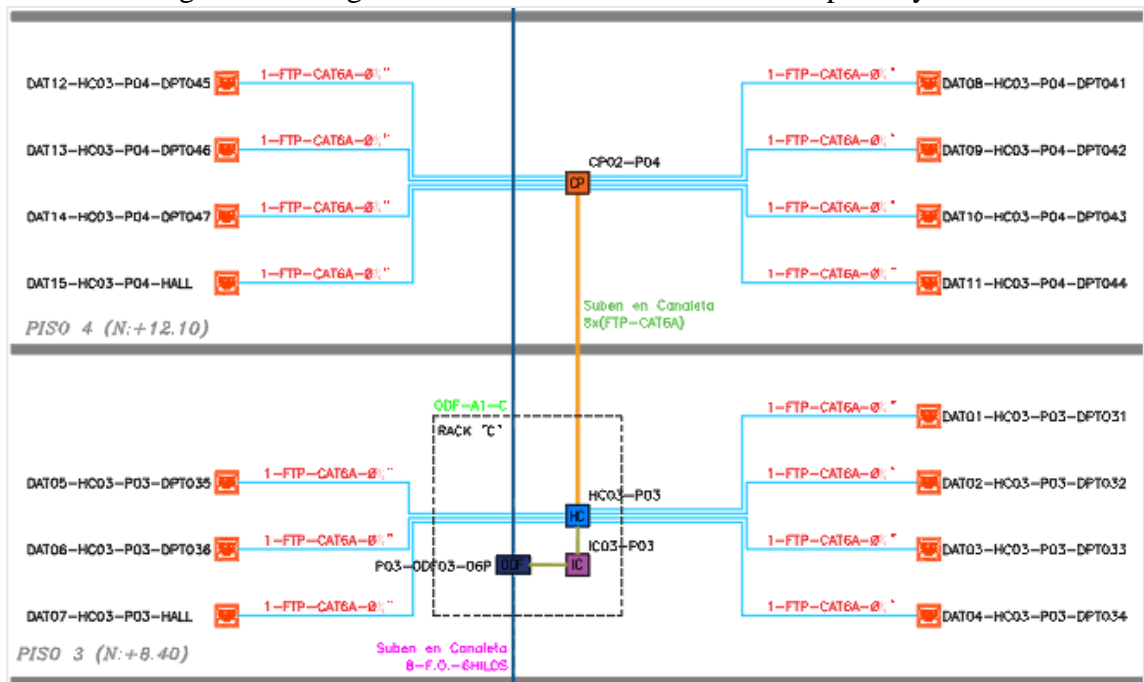 DAT12-HC03-P04-DPT045
1-FTP-CAT6A-Ø
1-FTP-CAT6A-Ø
DAT08-HC03-P04-DPT041
DAT13-HC03-P04-DPT046
1-FTP-CAT6A-Ø
1-FTP-CAT6A-Ø
DAT09-HC03-P04-DPT042
CP02-P04
CP
DAT14-HC03-P04-DPT047
1-FTP-CAT6A-Ø
1-FTP-CAT6A-Ø
DAT10-HC03-P04-DPT043
DAT15-HC03-P04-HALL
1-FTP-CAT6A-Ø
1-FTP-CAT6A-Ø
DAT11-HC03-P04-DPT044
Suben en Canaleta
8x(FTP-CAT6A)
PISO 4 (N:+12.10)
ODF-A1-C
RACK "C"
1-FTP-CAT6A-Ø
DAT01-HC03-P03-DPT031
DAT05-HC03-P03-DPT035
1-FTP-CAT6A-Ø
HC03-P03
HC
1-FTP-CAT6A-Ø
DAT02-HC03-P03-DPT032
DAT06-HC03-P03-DPT036
1-FTP-CAT6A-Ø
IC03-P03
1-FTP-CAT6A-Ø
DAT03-HC03-P03-DPT033
P03-ODF03-06P
ODF
IC
DAT07-HC03-P03-HALL
1-FTP-CAT6A-Ø
1-FTP-CAT6A-Ø
DAT04-HC03-P03-DPT034
PISO 3 (N:+8.40)
Suben en Canaleta
8-F.O.-6HILOS